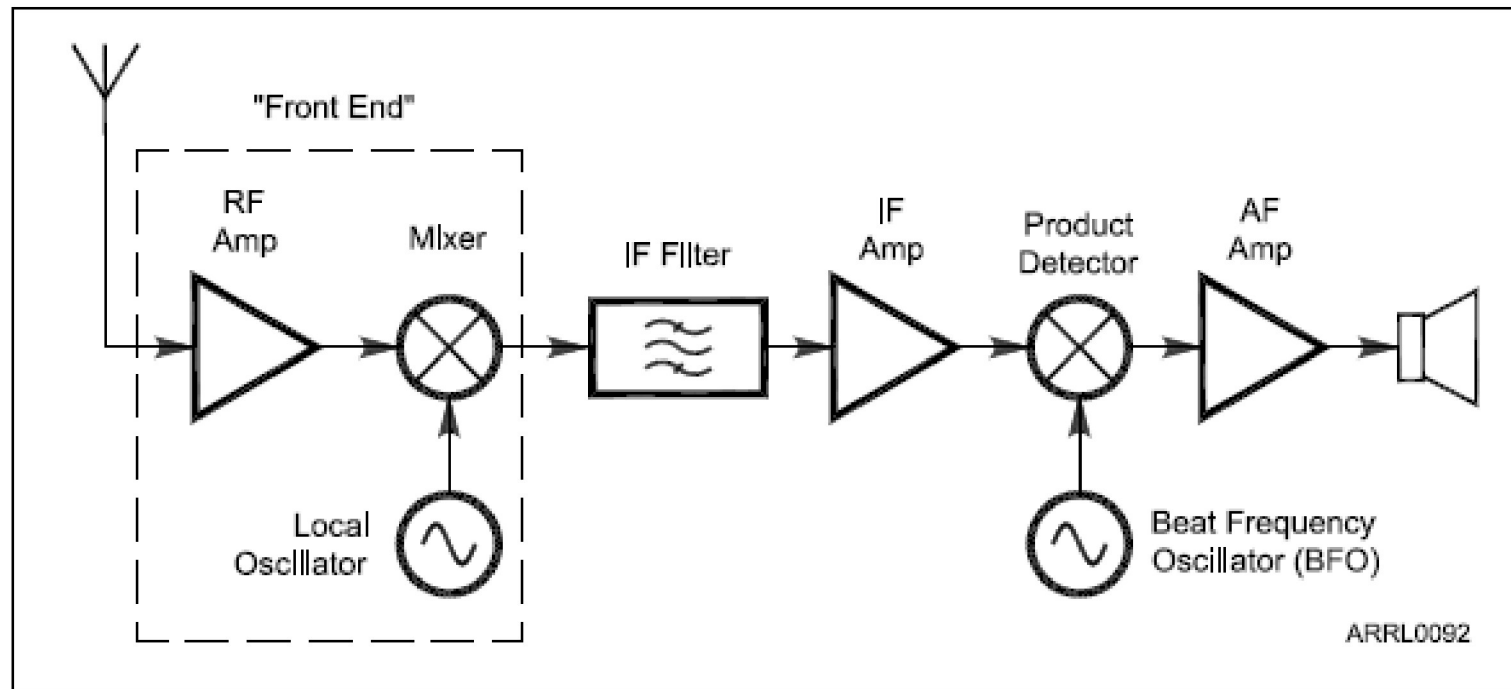 "Front End"
RF
Amp
Mixer
IF Filter
IF
Amp
Product
Detector
AF
Amp
Local
Oscillator
Beat Frequency
Oscillator (BFO)
ARRL0092